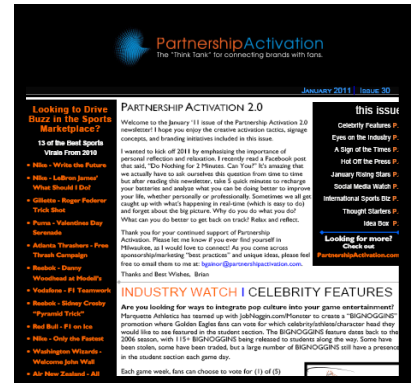 PartnershipActivation
The "Think Tank" for connecting brands with fans.
JANUARY 2011 | ISSUE 30
Looking to Drive
Buzz in the Sports
Marketplace?
13 of the Best Sports
Virals From 2010
• Nike - Write the Future
• Nike - LeBron James'
What Should I Do?
• Gillette - Roger Federer
Trick Shot
• Puma - Valentines Day
Serenade
• Atlanta Thrashers - Free
Thrash Campaign
• Reebok - Danny
Woodhead at Modell's
• Vodafone - F1 Teamwork
• Reebok - Sidney Crosby
"Pyramid Trick"
• Red Bull - F1 on Ice
• Nike - Only the Fastest
• Washington Wizards -
Welcome John Wall
• Air New Zealand - All
PARTNERSHIP ACTIVATION 2.0
Welcome to the January '11 issue of the Partnership Activation 2.0
newsletter! I hope you enjoy the creative activation tactics, signage
concepts, and branding initiatives included in this issue.
I wanted to kick off 2011 by emphasizing the importance of
personal reflection and relaxation. I recently read a Facebook post
that said, "Do Nothing for 2 Minutes. Can You?" It's amazing that
we actually have to ask ourselves this question from time to time
but after reading this newsletter, take 5 quick minutes to recharge
your batteries and analyze what you can be doing better to improve
your life, whether personally or professionally. Sometimes we all get
caught up with what's happening in real-time (which is easy to do)
and forget about the big picture. Why do you do what you do?
What can you do to get back on track? Relax and reflect.
Thank you for your continued support of Partnership
Activation. Please let me know if you ever find yourself in
Milwaukee, as I would love to connect! As you come across
sponsorship/marketing "best practices" and unique ideas, please feel
free to email them to me at: bgainor@partnershipactivation.com.
Thanks and Best Wishes, Brian
this issue
Celebrity Features P.
Eyes on the Industry P.
A Sign of the Times P.
Hot Off the Press P.
January Rising Stars P.
Social Media Watch P.
International Sports Biz P.
Thought Starters P.
Idea Box P.
Looking for more?
Check out
PartnershipActivation.com
INDUSTRY WATCH I CELEBRITY FEATURES
Are you looking for ways to integrate pop culture into your game entertainment?
Marquette Athletics has teamed up with JobNoggin.com/Monster to create a "BIGNOGGINS"
promotion where Golden Eagles fans can vote for which celebrity/athlete/character head they
would like to see featured in the student section. The BIGNOGGINS feature dates back to the
2006 season, with 115+ BIGNOGGINS being released to students along the way. Some have
been stolen, some have been traded, but a large number of BIGNOGGINS still have a presence
in the student section each game day.
Each game week, fans can choose to vote for (1) of (5)